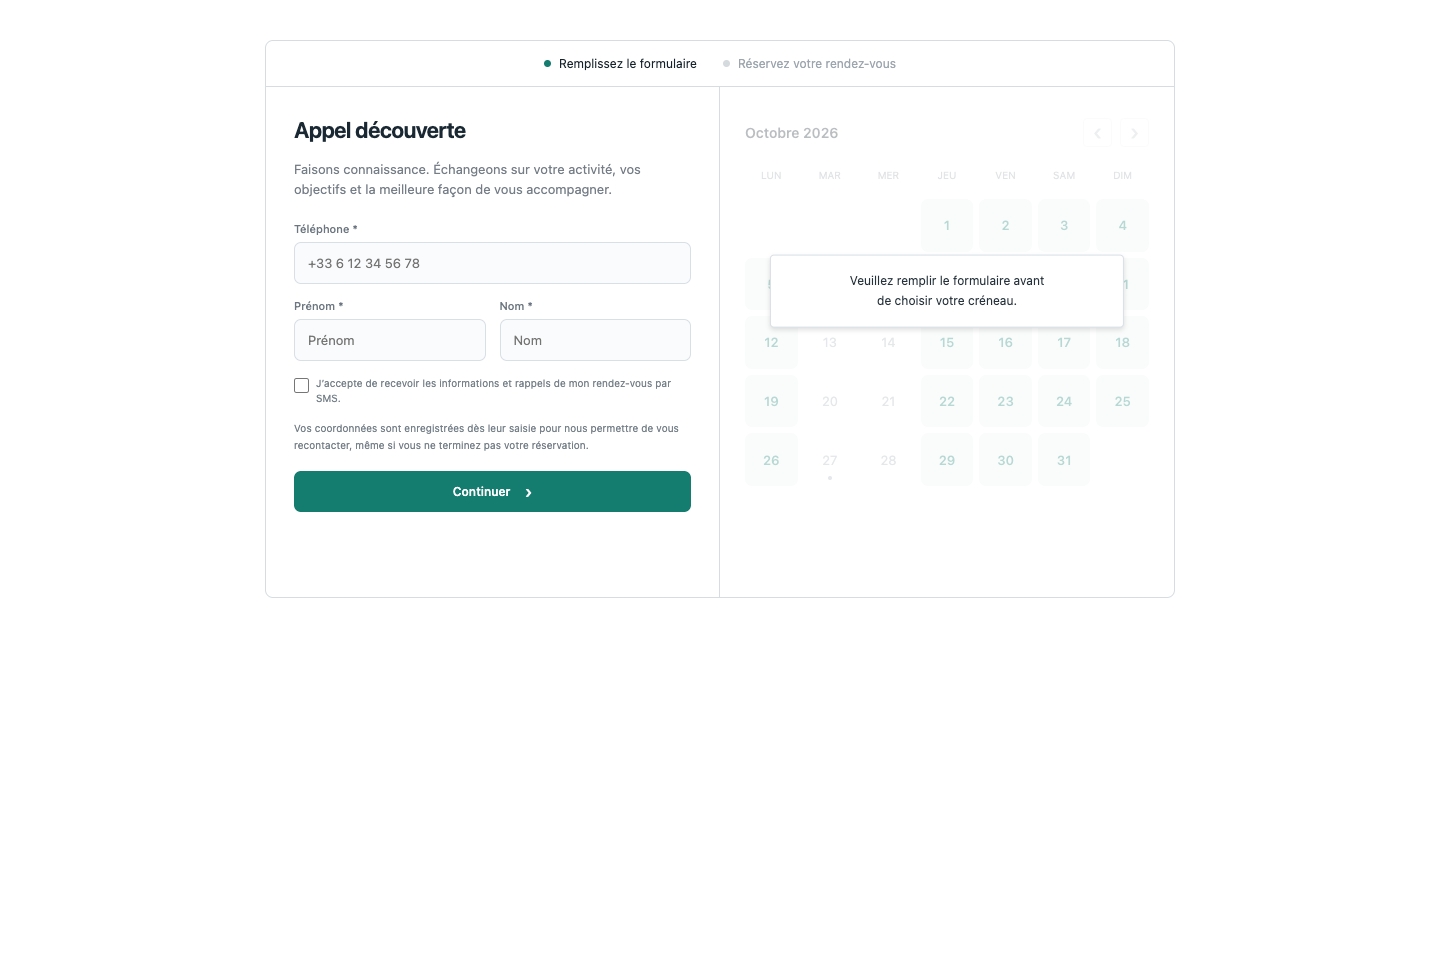 Remplissez le formulaire
Réservez votre rendez-vous
Appel découverte
Faisons connaissance. Échangeons sur votre activité, vos
objectifs et la meilleure façon de vous accompagner.
Téléphone *
+33 6 12 34 56 78
Prénom *
Nom *
Prénom
Nom
J'accepte de recevoir les informations et rappels de mon rendez-vous par
SMS.
Vos coordonnées sont enregistrées dès leur saisie pour nous permettre de vous
recontacter, même si vous ne terminez pas votre réservation.
Continuer
Octobre 2026
LUN MAR MER JEU VEN SAM DIM
1 2 3 4
Veuillez remplir le formulaire avant
de choisir votre créneau.
12 13 14 15 16 17 18
19 20 21 22 23 24 25
26 27 28 29 30 31